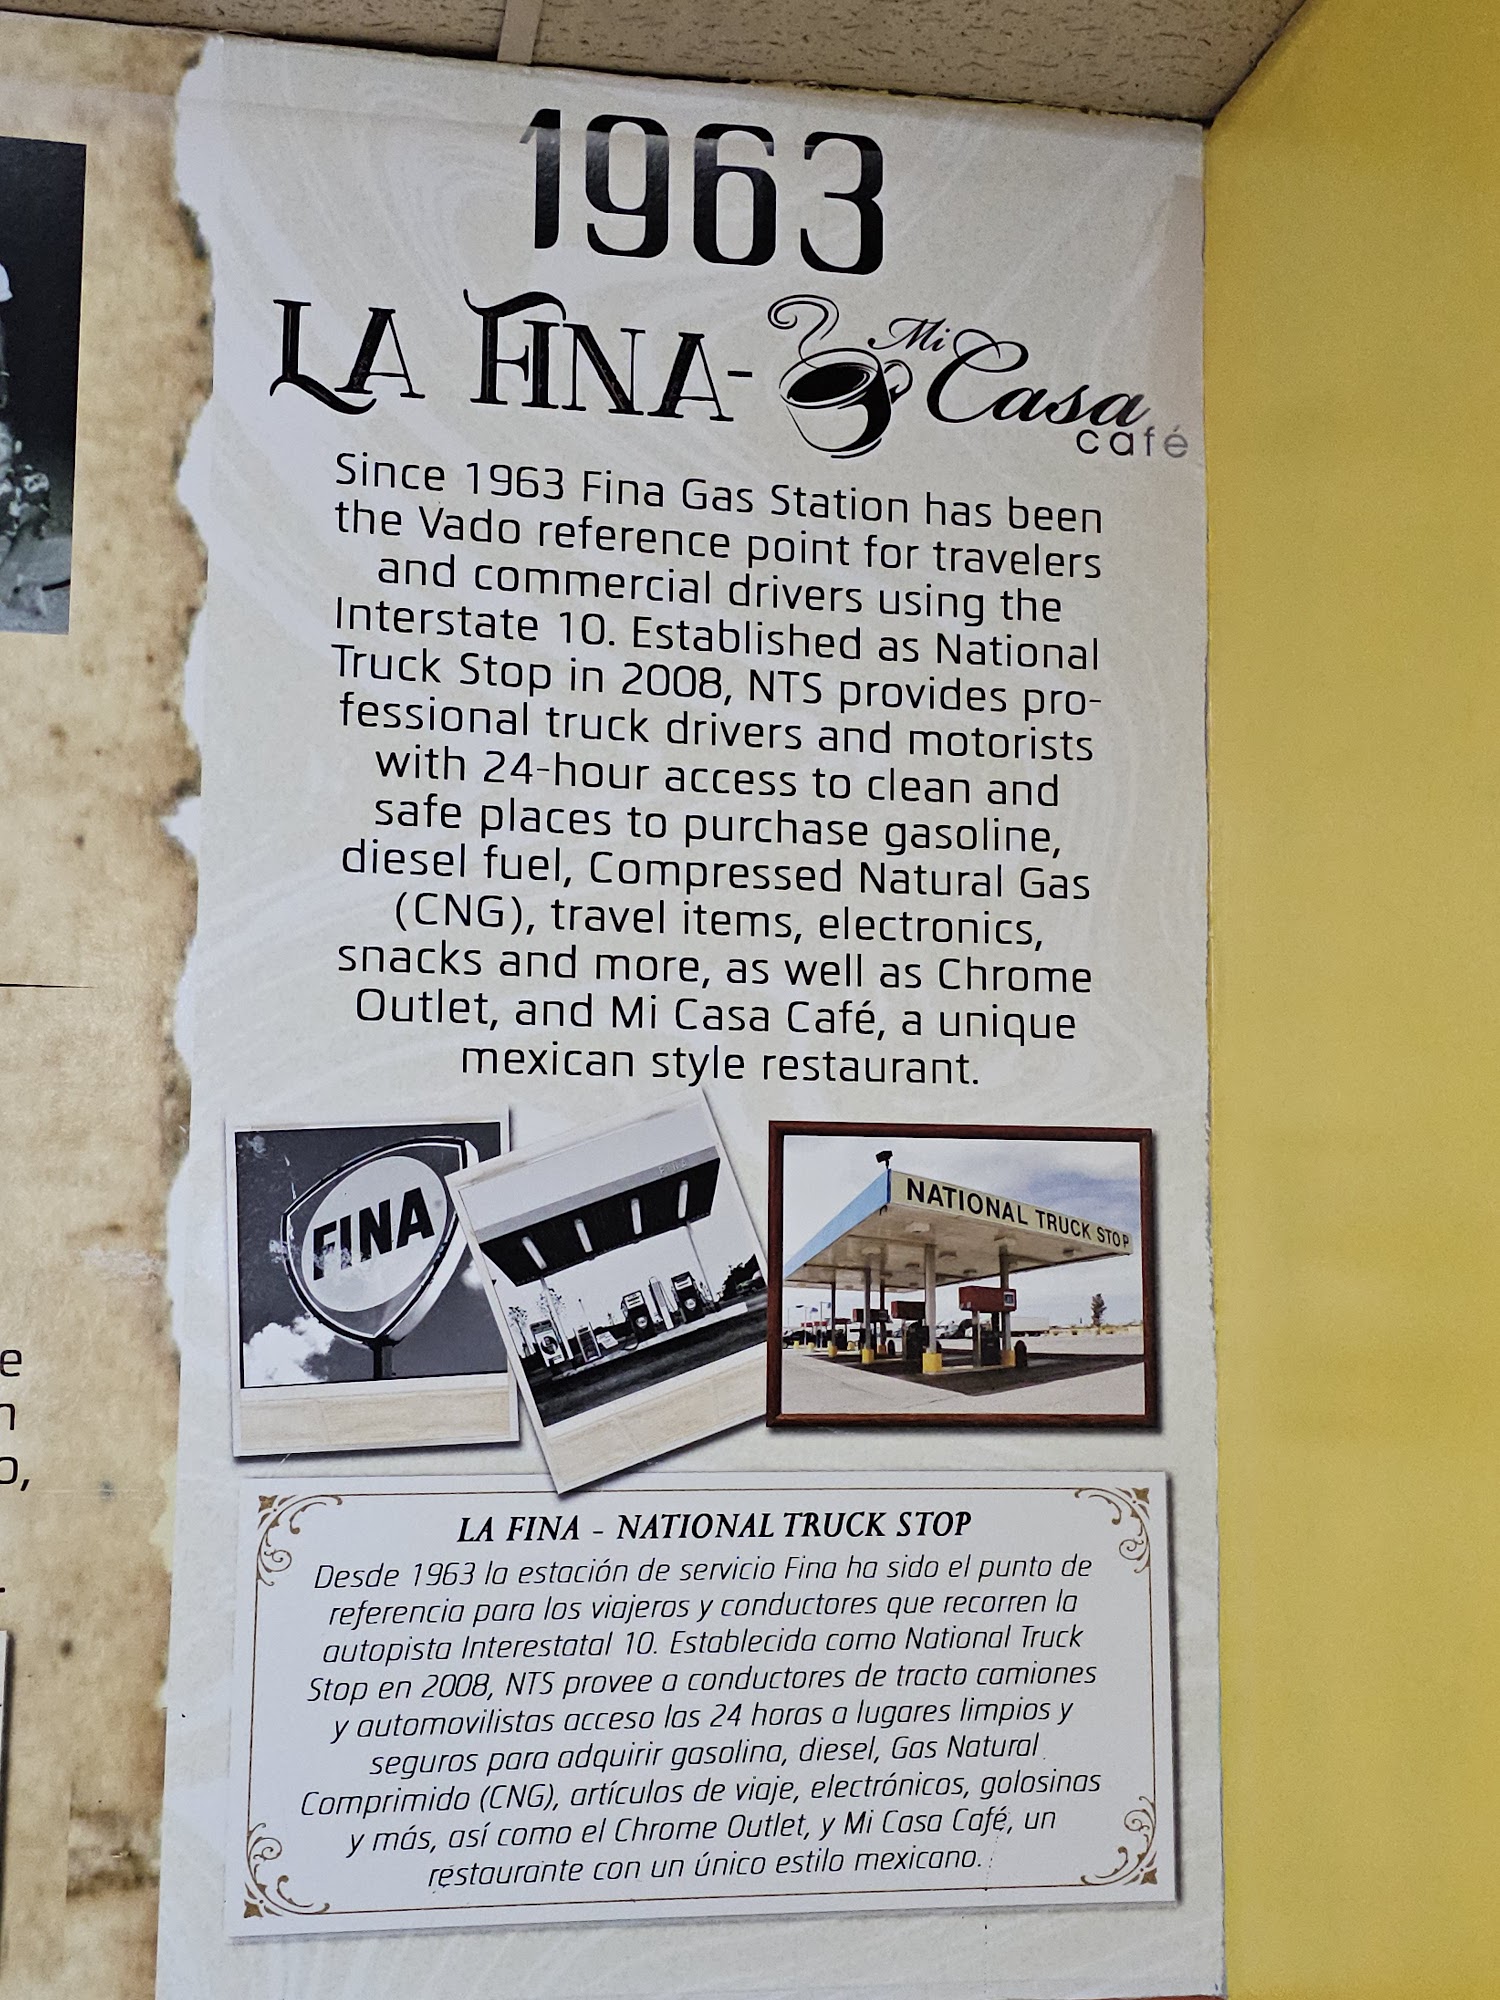 1963
LA FINA- Mi Casa
café
Since 1963 Fina Gas Station has been
the Vado reference point for travelers
and commercial drivers using the
Interstate 10. Established as National
Truck Stop in 2008, NTS provides pro-
fessional truck drivers and motorists
with 24-hour access to clean and
safe places to purchase gasoline,
diesel fuel, Compressed Natural Gas
(CNG), travel items, electronics,
snacks and more, as well as Chrome
Outlet, and Mi Casa Café, a unique
mexican style restaurant.
FINA
FINA
NATIONAL TRUCK STOP
LA FINA - NATIONAL TRUCK STOP
Desde 1963 la estación de servicio Fina ha sido el punto de
referencia para los viajeros y conductores que recorren la
autopista Interestatal 10. Establecida como National Truck
Stop en 2008, NTS provee a conductores de tracto camiones
y automovilistas acceso las 24 horas a lugares limpios y
seguros para adquirir gasolina, diesel, Gas Natural
Comprimido (CNG), artículos de viaje, electrónicos, golosinas
y más, así como el Chrome Outlet, y Mi Casa Café, un
restaurante con un único estilo mexicano.